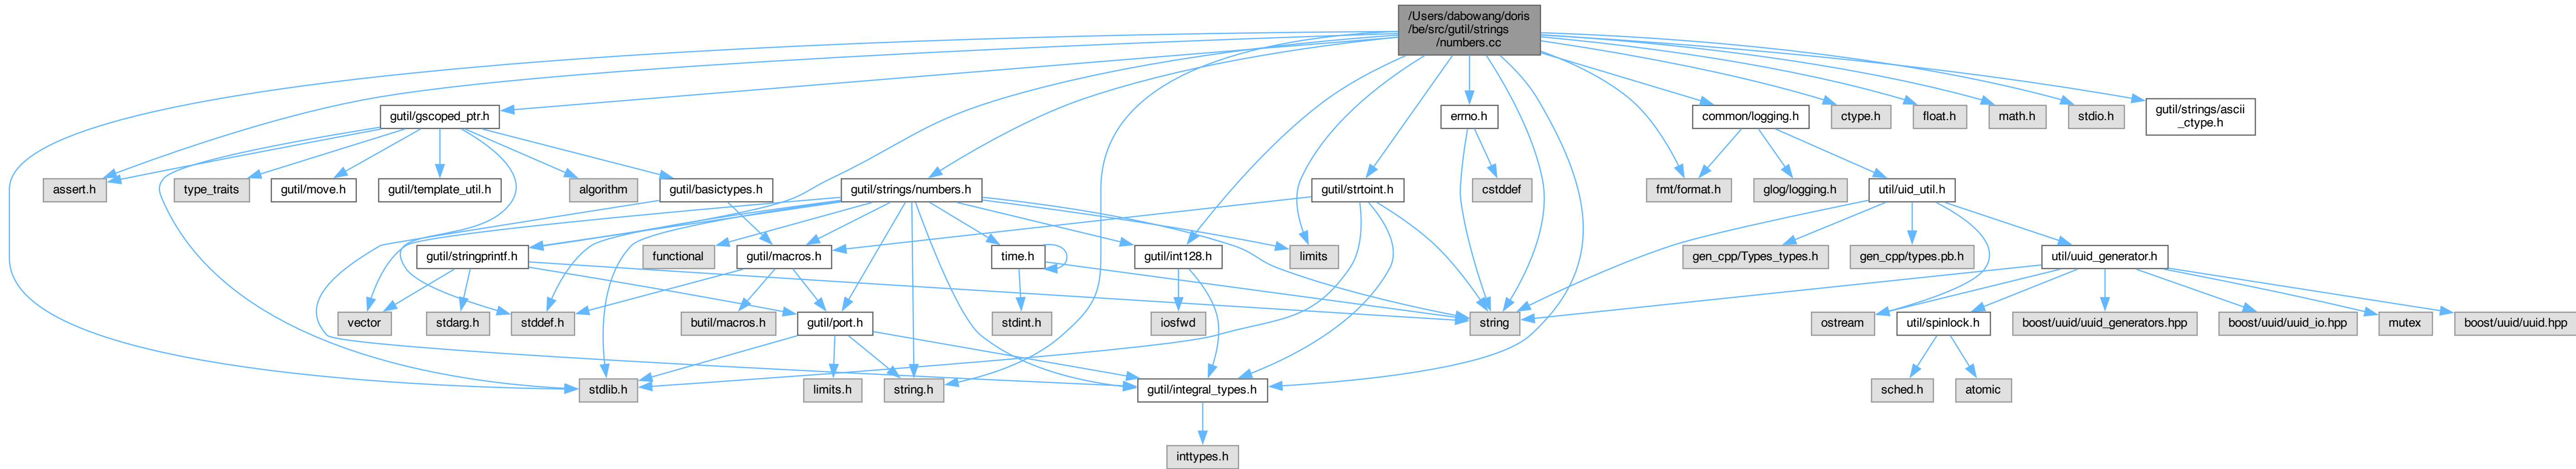 /Users/dabowang/doris
/be/src/gutil/strings
/numbers.cc
gutil/gscoped_ptr.h
errno.h
common/logging.h
ctype.h
float.h
math.h
stdio.h
gutil/strings/ascii
_ctype.h
assert.h
type_traits
gutil/move.h
gutil/template_util.h
algorithm
gutil/basictypes.h
gutil/strings/numbers.h
gutil/strtoint.h
cstddef
fmt/format.h
glog/logging.h
util/uid_util.h
gutil/stringprintf.h
functional
gutil/macros.h
time.h
gutil/int128.h
limits
gen_cpp/Types_types.h
gen_cpp/types.pb.h
util/uuid_generator.h
vector
stdarg.h
stddef.h
butil/macros.h
gutil/port.h
stdint.h
iosfwd
string
ostream
util/spinlock.h
boost/uuid/uuid_generators.hpp
boost/uuid/uuid_io.hpp
mutex
boost/uuid/uuid.hpp
stdlib.h
limits.h
string.h
gutil/integral_types.h
sched.h
atomic
inttypes.h